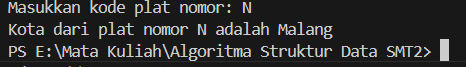 Masukkan kode plat nomor: N
Kota dari plat nomor N adalah Malang
PS E:\Mata Kuliah\Algoritma Struktur Data SMT2>